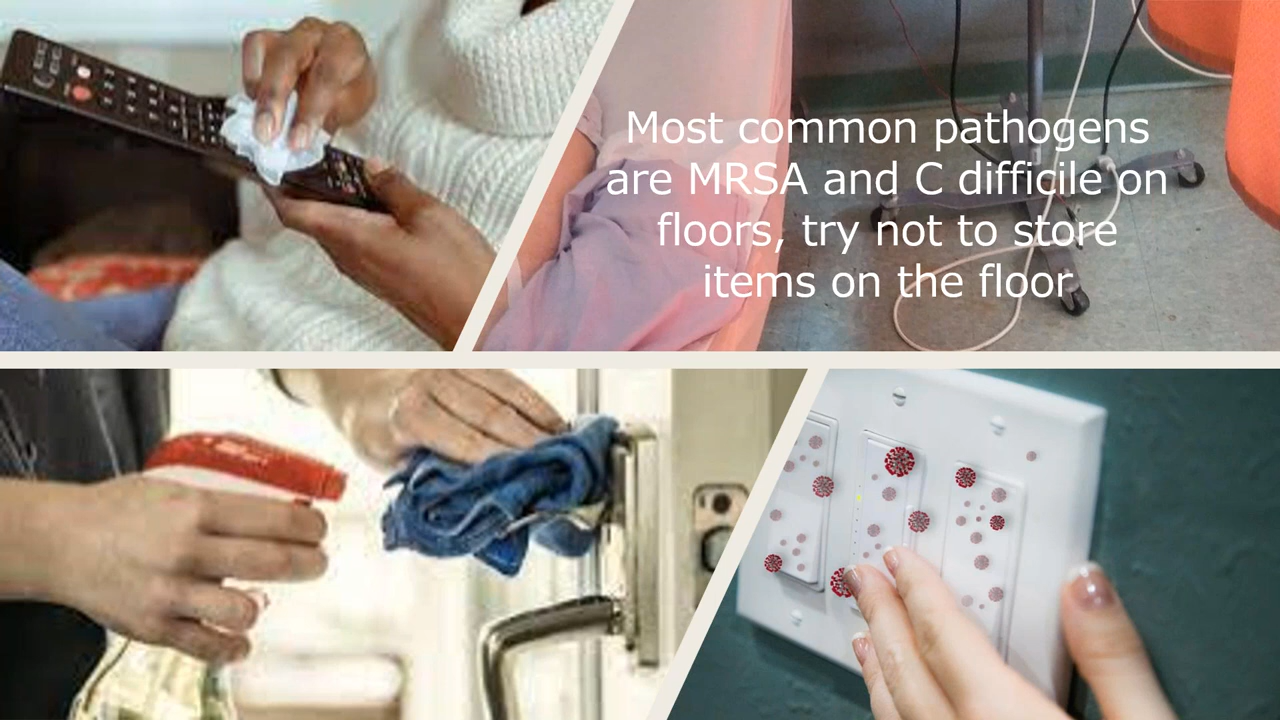 Most common pathogens
are MRSA and C difficile on
floors, try not to store
items on the floor